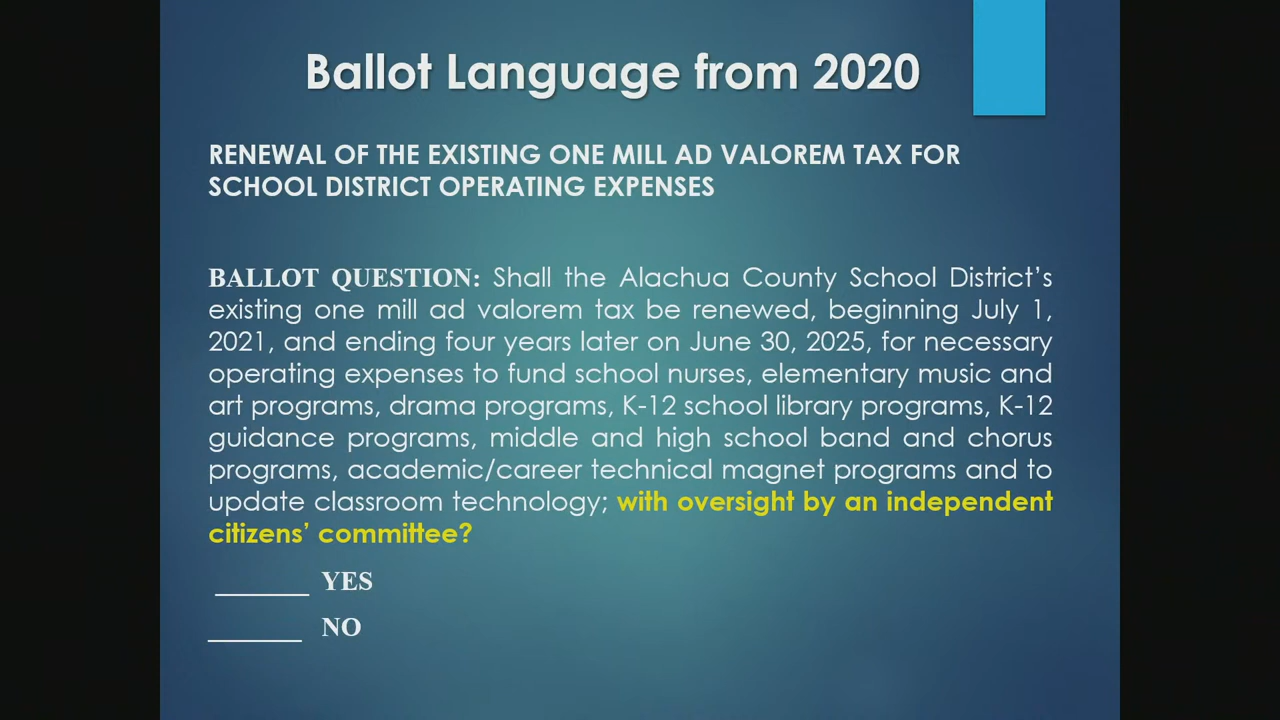 Ballot Language from 2020
RENEWAL OF THE EXISTING ONE MILL AD VALOREM TAX FOR
SCHOOL DISTRICT OPERATING EXPENSES
BALLOT QUESTION: Shall the Alachua County School District’s
existing one mill ad valorem tax be renewed, beginning July 1,
2021, and ending four years later on June 30, 2025, for necessary
operating expenses to fund school nurses, elementary music and
art programs, drama programs, K-12 school library programs, K-12
guidance programs, middle and high school band and chorus
programs, academic/career technical magnet programs and to
update classroom technology; with oversight by an independent
citizens’ committee?
_______ YES
_______ NO